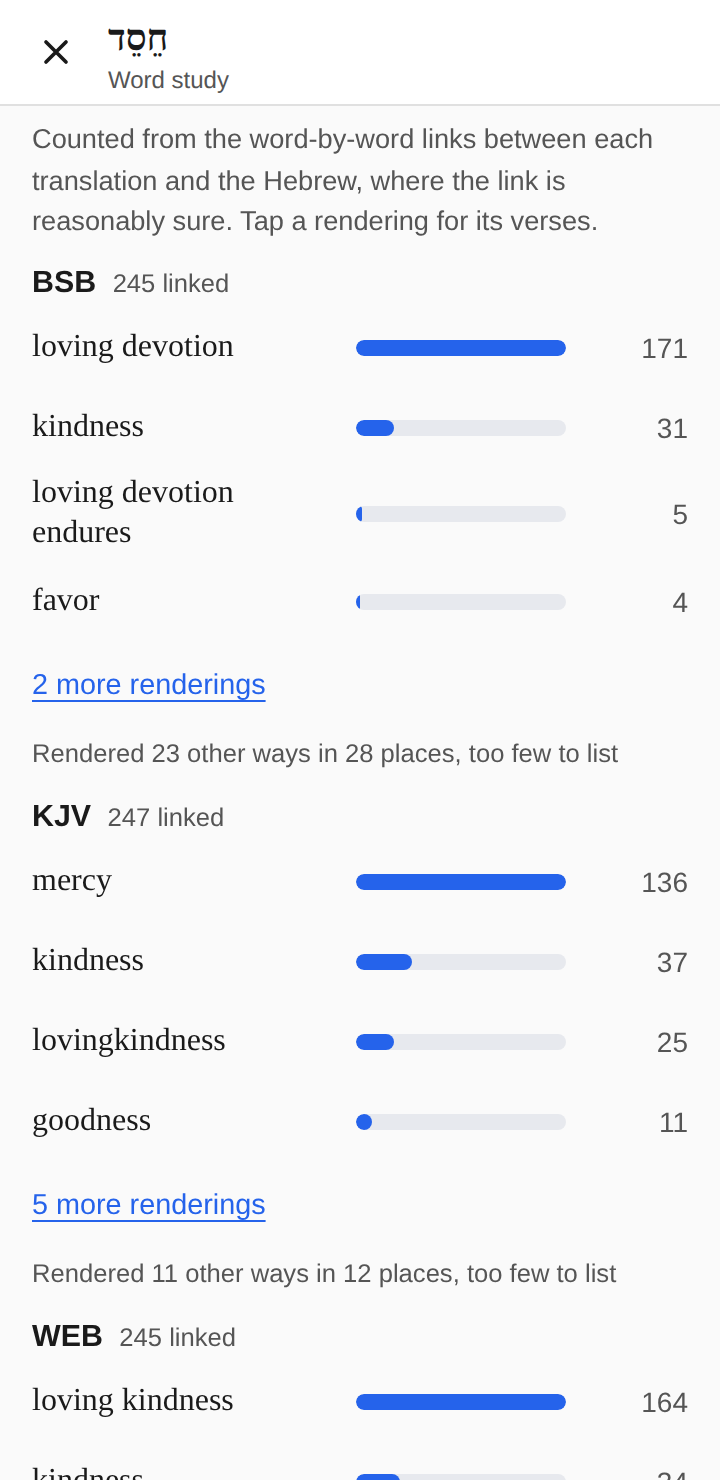 חֵסֵד
Word study
Counted from the word-by-word links between each
translation and the Hebrew, where the link is
reasonably sure. Tap a rendering for its verses.
BSB 245 linked
loving devotion 171
kindness 31
loving devotion
endures 5
favor 4
2 more renderings
Rendered 23 other ways in 28 places, too few to list
KJV 247 linked
mercy 136
kindness 37
lovingkindness 25
goodness 11
5 more renderings
Rendered 11 other ways in 12 places, too few to list
WEB 245 linked
loving kindness 164
kindness